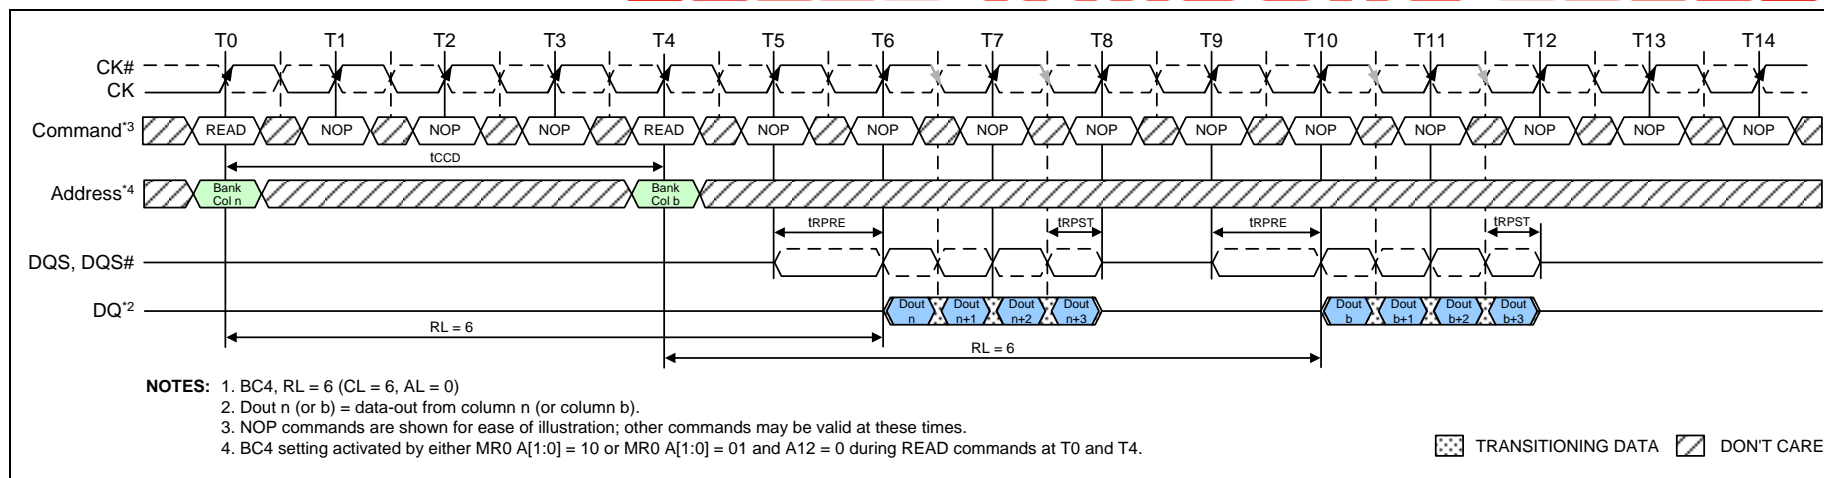 T0 T1 T2 T3 T4 T5 T6 T7 T8 T9 T10 T11 T12 T13 T14
CK#
CK
Command*3 READ NOP NOP NOP READ NOP NOP NOP NOP NOP NOP NOP NOP NOP NOP
tCCD
Address*4 Bank Col n Bank Col b
tRPRE tRPST tRPRE tRPST
DQS, DQS#
DQ*2 Dout n Dout n+1 Dout n+2 Dout n+3 Dout b Dout b+1 Dout b+2 Dout b+3
RL = 6
RL = 6
NOTES: 1. BC4, RL = 6 (CL = 6, AL = 0)
2. Dout n (or b) = data-out from column n (or column b).
3. NOP commands are shown for ease of illustration; other commands may be valid at these times.
4. BC4 setting activated by either MR0 A[1:0] = 10 or MR0 A[1:0] = 01 and A12 = 0 during READ commands at T0 and T4.
TRANSITIONING DATA DON'T CARE